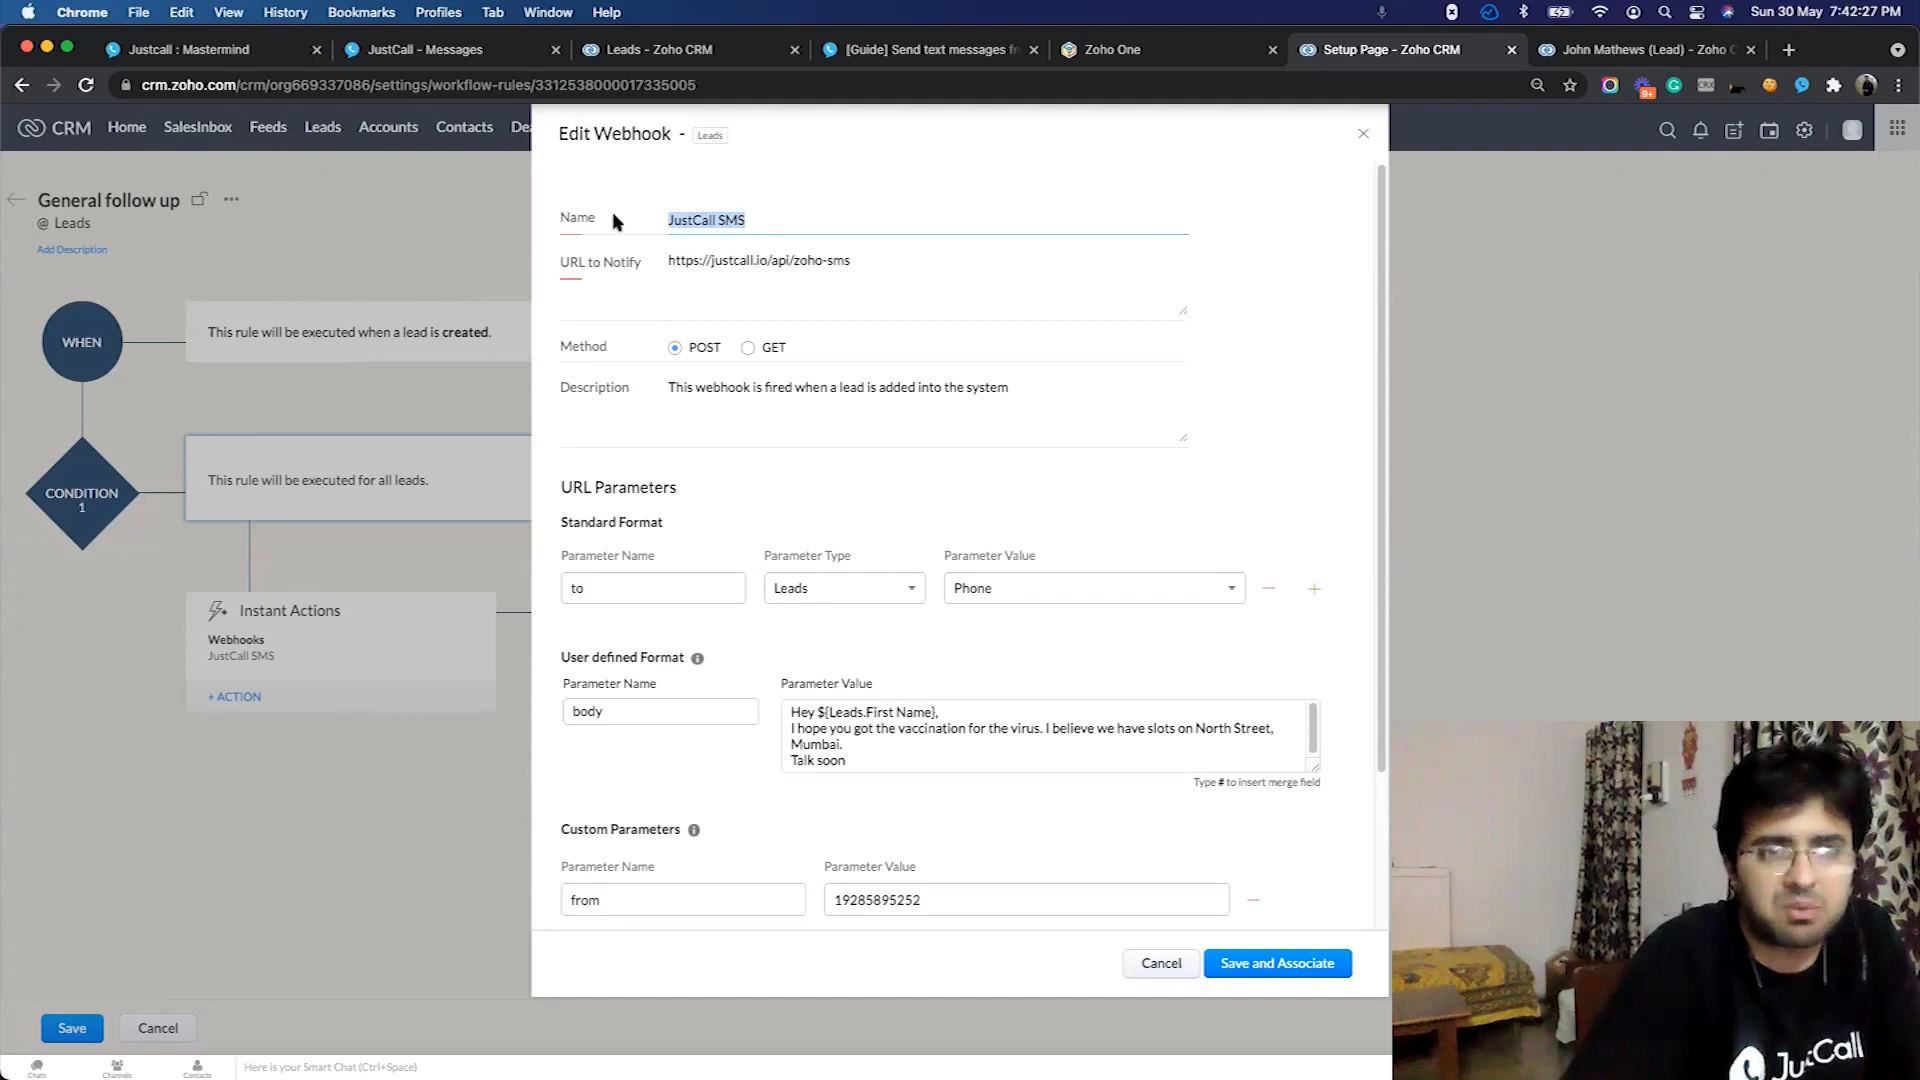 Chrome File Edit View History Bookmarks Profiles Tab Window Help Sun 30 May 7:42:27 PM
Justcall : Mastermind JustCall - Messages Leads - Zoho CRM [Guide] Send text messages Zoho One Setup Page - Zoho CRM John Mathews (Lead) - Zoho
crm.zoho.com/crm/org669337086/settings/workflow-rules/3312538000017335005
9+
CRM Home SalesInbox Feeds Leads Accounts Contacts
General follow up
@ Leads
Add Description
WHEN
This rule will be executed when a lead is created.
CONDITION
1
This rule will be executed for all leads.
Instant Actions
Webhooks
JustCall SMS
+ ACTION
Save Cancel
Edit Webhook - Leads
Name JustCall SMS
URL to Notify https://justcall.io/api/zoho-sms
Method POST GET
Description This webhook is fired when a lead is added into the system
URL Parameters
Standard Format
Parameter Name Parameter Type Parameter Value
to Leads Phone
User defined Format
Parameter Name Parameter Value
body
Hey ${Leads.First Name},
I hope you got the vaccination for the virus. I believe we have slots on North Street,
Mumbai.
Talk soon
Type # to insert merge field
Custom Parameters
Parameter Name Parameter Value
from 19285895252
Cancel Save and Associate
Chats Channels Contacts Here is your Smart Chat (Ctrl+Space)
JustCall